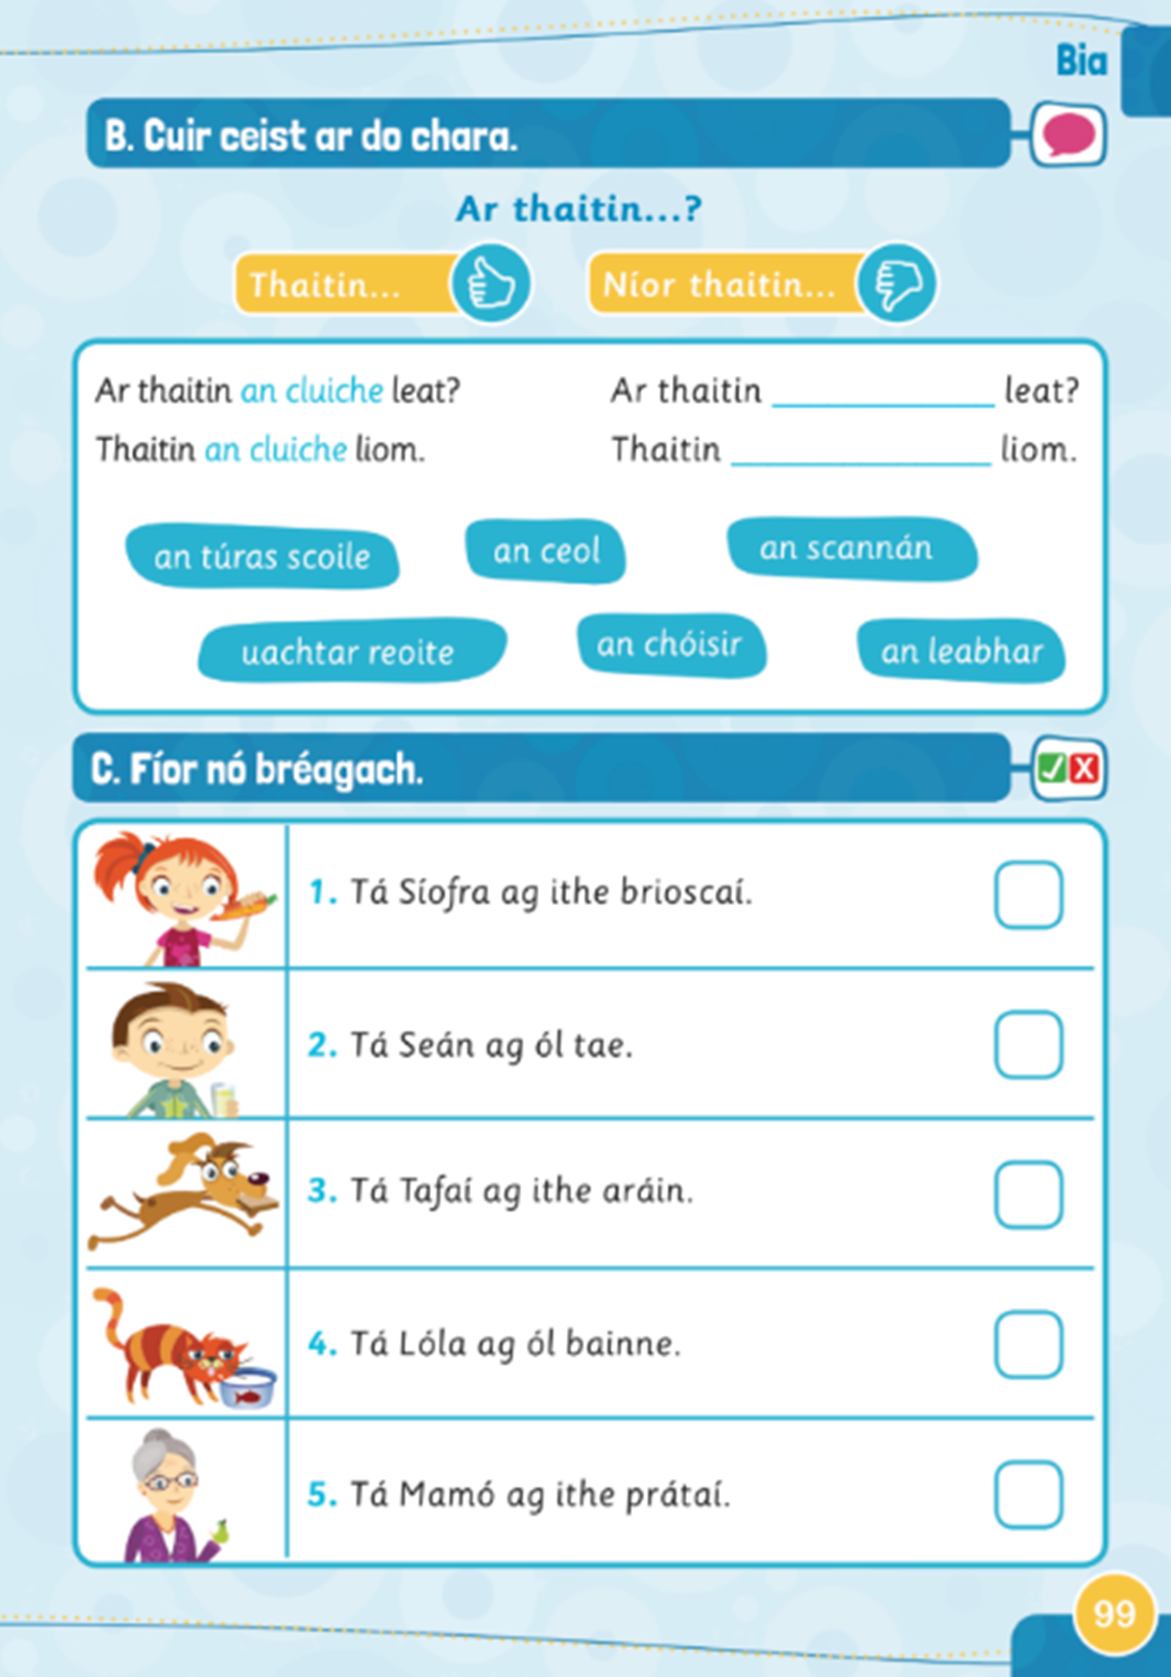 Bia
B. Cuir ceist ar do chara.
Ar thaitin...?
Thaitin...
Níor thaitin...
Ar thaitin an cluiche leat?
Thaitin an cluiche liom.
Ar thaitin ______________ leat?
Thaitin ________________ liom.
an túras scoile
an ceol
an scannán
uachtar reoite
an chóisir
an leabhar
C. Fíor nó bréagach.
1. Tá Síofra ag ithe brioscaí.
2. Tá Seán ag ól tae.
3. Tá Tafaí ag ithe aráin.
4. Tá Lóla ag ól bainne.
5. Tá Mamó ag ithe prátaí.
99